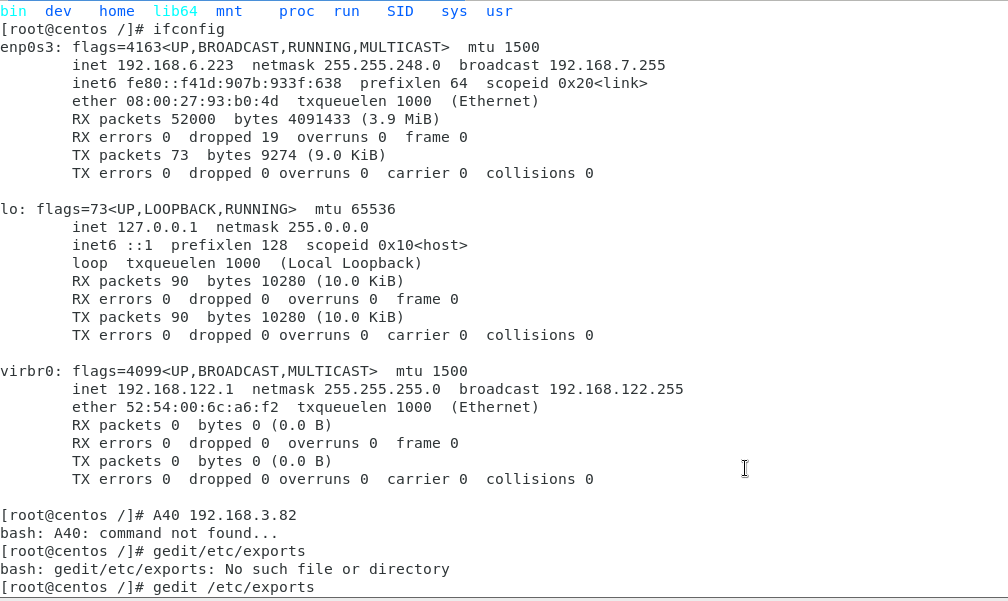 bin  dev   home  lib64  mnt    proc  run   SID   sys  usr
[root@centos /]# ifconfig
enp0s3: flags=4163<UP,BROADCAST,RUNNING,MULTICAST>  mtu 1500
        inet 192.168.6.223  netmask 255.255.248.0  broadcast 192.168.7.255
        inet6 fe80::f41d:907b:933f:638  prefixlen 64  scopeid 0x20<link>
        ether 08:00:27:93:b0:4d  txqueuelen 1000  (Ethernet)
        RX packets 52000  bytes 4091433 (3.9 MiB)
        RX errors 0  dropped 19  overruns 0  frame 0
        TX packets 73  bytes 9274 (9.0 KiB)
        TX errors 0  dropped 0 overruns 0  carrier 0  collisions 0

lo: flags=73<UP,LOOPBACK,RUNNING>  mtu 65536
        inet 127.0.0.1  netmask 255.0.0.0
        inet6 ::1  prefixlen 128  scopeid 0x10<host>
        loop  txqueuelen 1000  (Local Loopback)
        RX packets 90  bytes 10280 (10.0 KiB)
        RX errors 0  dropped 0  overruns 0  frame 0
        TX packets 90  bytes 10280 (10.0 KiB)
        TX errors 0  dropped 0 overruns 0  carrier 0  collisions 0

virbr0: flags=4099<UP,BROADCAST,MULTICAST>  mtu 1500
        inet 192.168.122.1  netmask 255.255.255.0  broadcast 192.168.122.255
        ether 52:54:00:6c:a6:f2  txqueuelen 1000  (Ethernet)
        RX packets 0  bytes 0 (0.0 B)
        RX errors 0  dropped 0  overruns 0  frame 0
        TX packets 0  bytes 0 (0.0 B)
        TX errors 0  dropped 0 overruns 0  carrier 0  collisions 0

[root@centos /]# A40 192.168.3.82
bash: A40: command not found...
[root@centos /]# gedit/etc/exports
bash: gedit/etc/exports: No such file or directory
[root@centos /]# gedit /etc/exports